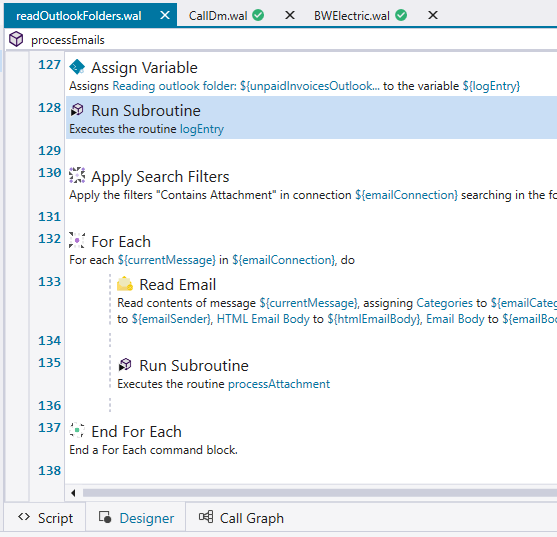 readOutlookFolders.wal CallDm.wal BWElectric.wal
processEmails
127 Assign Variable
Assigns Reading outlook folder: ${unpaidInvoicesOutlook... to the variable ${logEntry}
128 Run Subroutine
Executes the routine logEntry
129
130 Apply Search Filters
Apply the filters "Contains Attachment" in connection ${emailConnection} searching in the fo
131
132 For Each
For each ${currentMessage} in ${emailConnection}, do
133 Read Email
Read contents of message ${currentMessage}, assigning Categories to ${emailCateg
to ${emailSender}, HTML Email Body to ${htmlEmailBody}, Email Body to ${emailBo
134
135 Run Subroutine
Executes the routine processAttachment
136
137 End For Each
End a For Each command block.
138
Script Designer Call Graph